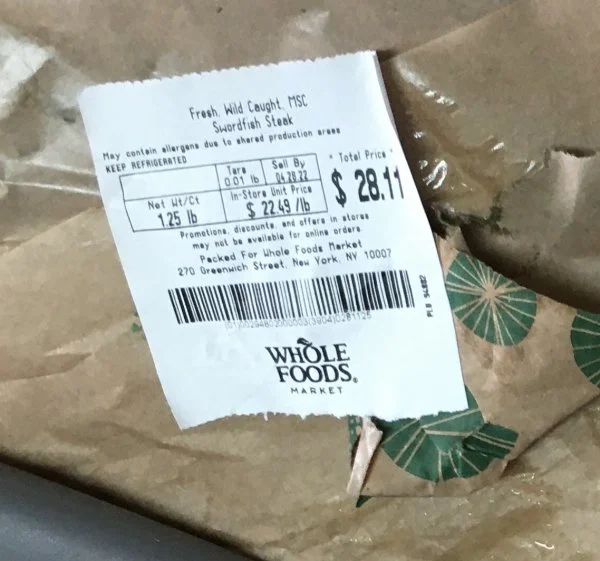 Fresh, Wild Caught, MSC
Swordfish Steak
May contain allergens due to shared production areas
KEEP REFRIGERATED
Tare
0.01 lb
Sell By
04.28.22
* Total Price *
$ 28.11
Net Wt/Ct
1.25 lb
In-Store Unit Price
$ 22.49 /lb
Promotions, discounts, and offers in stores
may not be available for online orders
Packed For Whole Foods Market
270 Greenwich Street, New York, NY 10007
WHOLE
FOODS®
MARKET